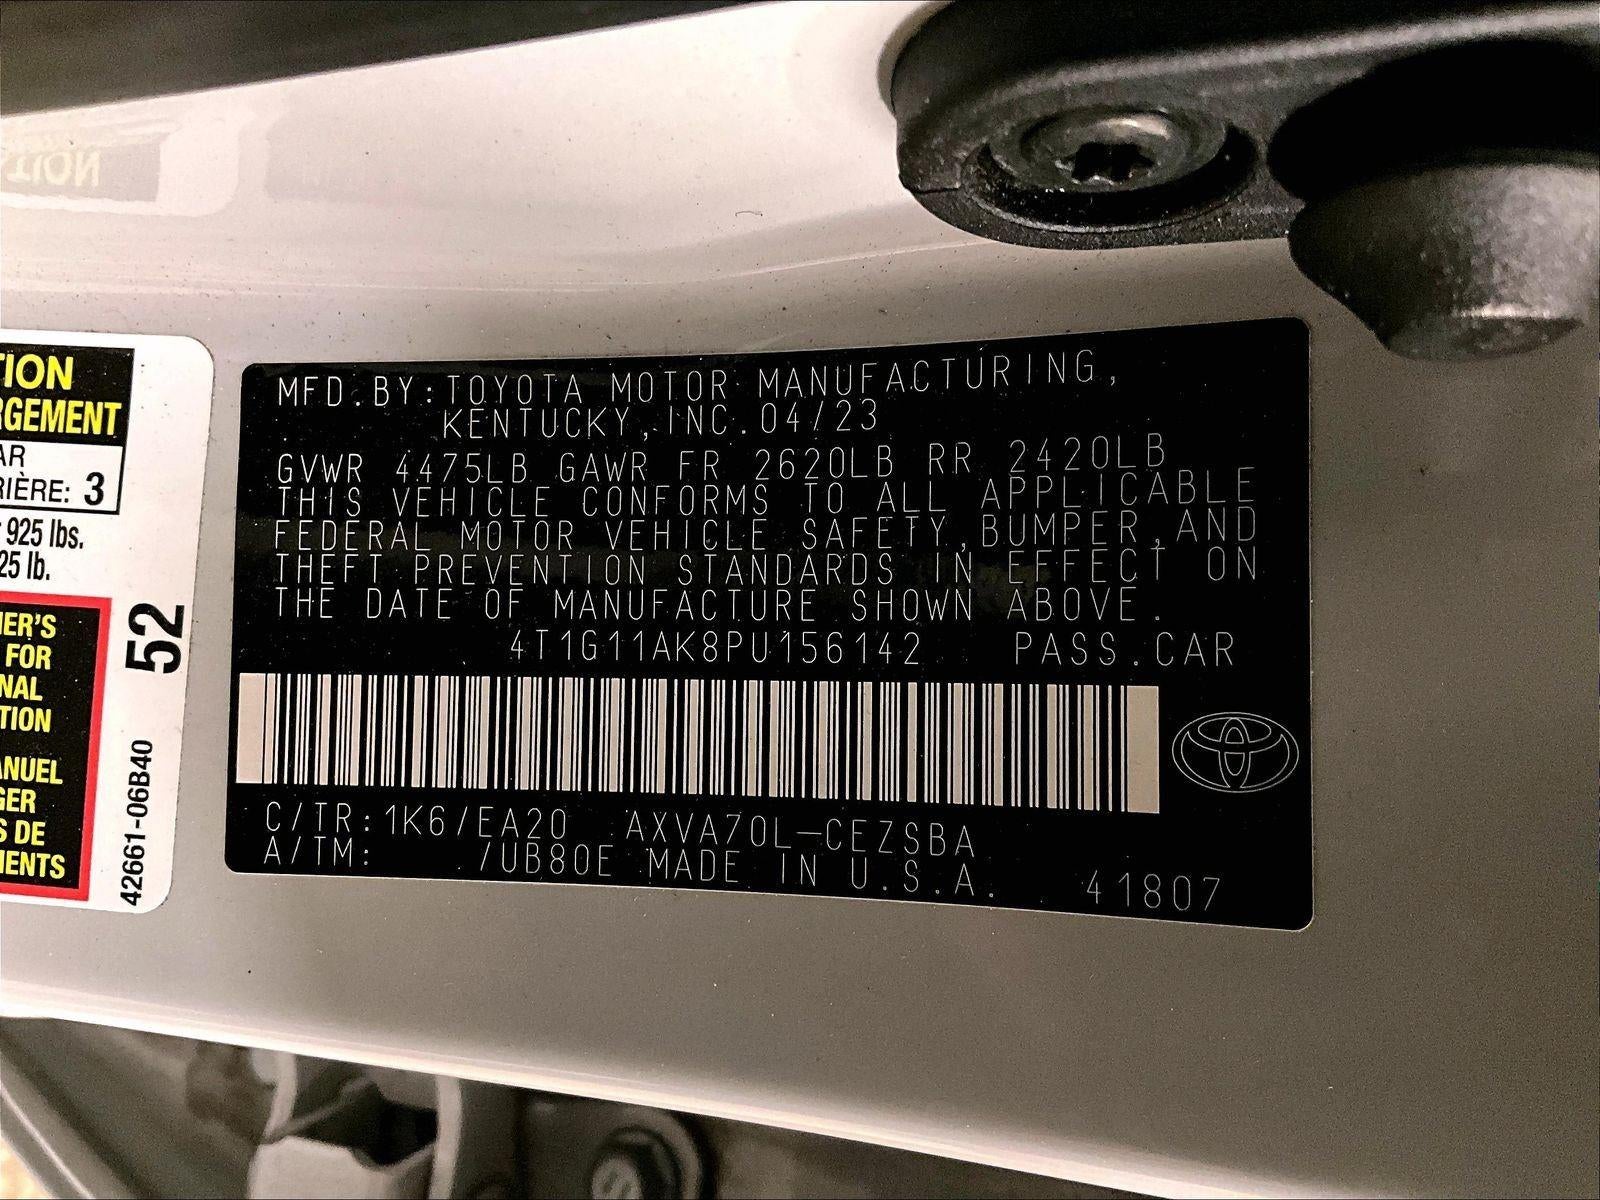 TION
RGEMENT
AR
RIÈRE: 3
925 lbs.
25 lb.
NER'S
FOR
NAL
TION
ANUEL
GER
S DE
MENTS
52
42661-06B40
MFD.BY:TOYOTA MOTOR MANUFACTURING,
KENTUCKY,INC.04/23
GVWR 4475LB GAWR FR 2620LB RR 2420LB
THIS VEHICLE CONFORMS TO ALL APPLICABLE
FEDERAL MOTOR VEHICLE SAFETY,BUMPER,AND
THEFT PREVENTION STANDARDS IN EFFECT ON
THE DATE OF MANUFACTURE SHOWN ABOVE.
4T1G11AK8PU156142 PASS.CAR
C/TR:1K6/EA20 AXVA70L-CEZSBA
A/TM: /UB80E MADE IN U.S.A. 41807